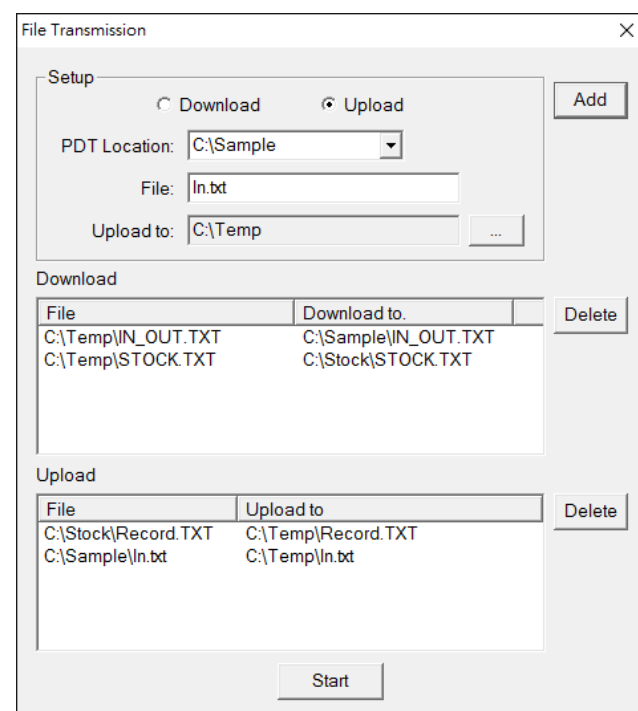 File Transmission
Setup
Download Upload
Add
PDT Location: C:\Sample
File: In.txt
Upload to: C:\Temp ...
Download
File Download to.
Delete
C:\Temp\IN_OUT.TXT C:\Sample\IN_OUT.TXT
C:\Temp\STOCK.TXT C:\Stock\STOCK.TXT
Upload
File Upload to
Delete
C:\Stock\Record.TXT C:\Temp\Record.TXT
C:\Sample\In.txt C:\Temp\In.txt
Start